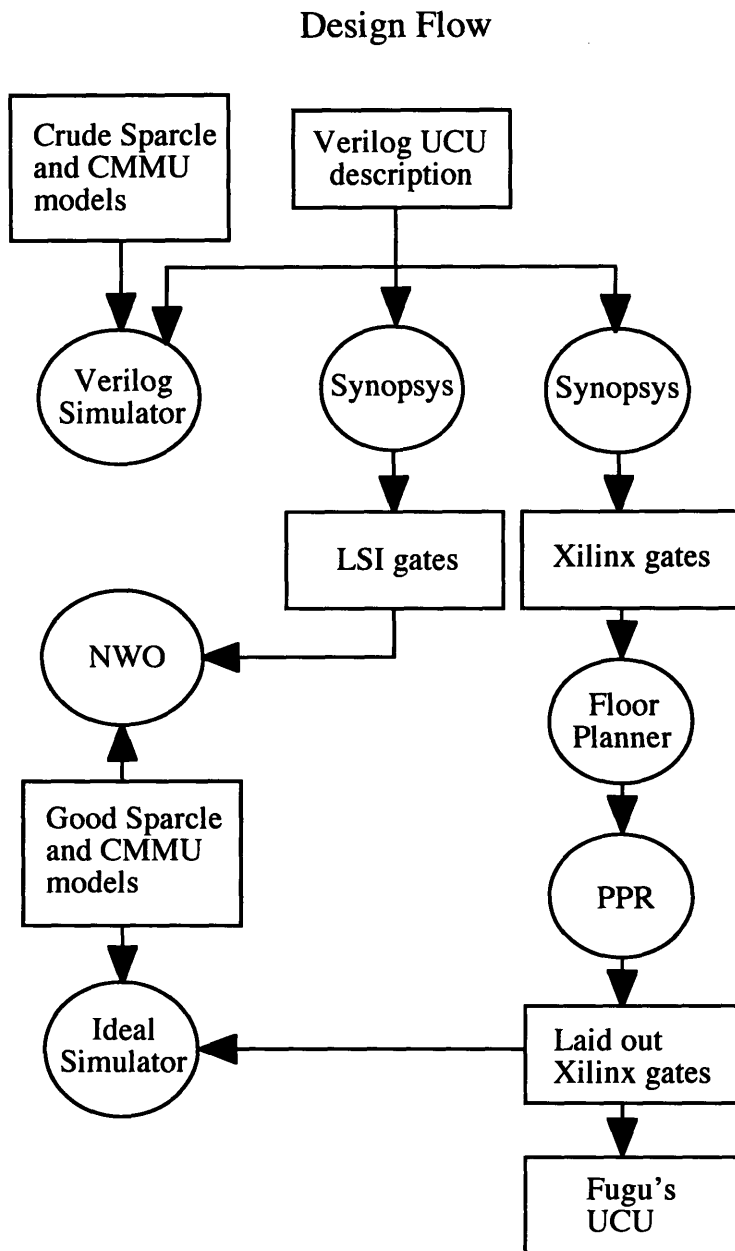 Design Flow
Crude Sparcle
and CMMU
models
Verilog UCU
description
Verilog
Simulator
Synopsys
Synopsys
LSI gates
Xilinx gates
NWO
Floor
Planner
Good Sparcle
and CMMU
models
PPR
Ideal
Simulator
Laid out
Xilinx gates
Fugu's
UCU